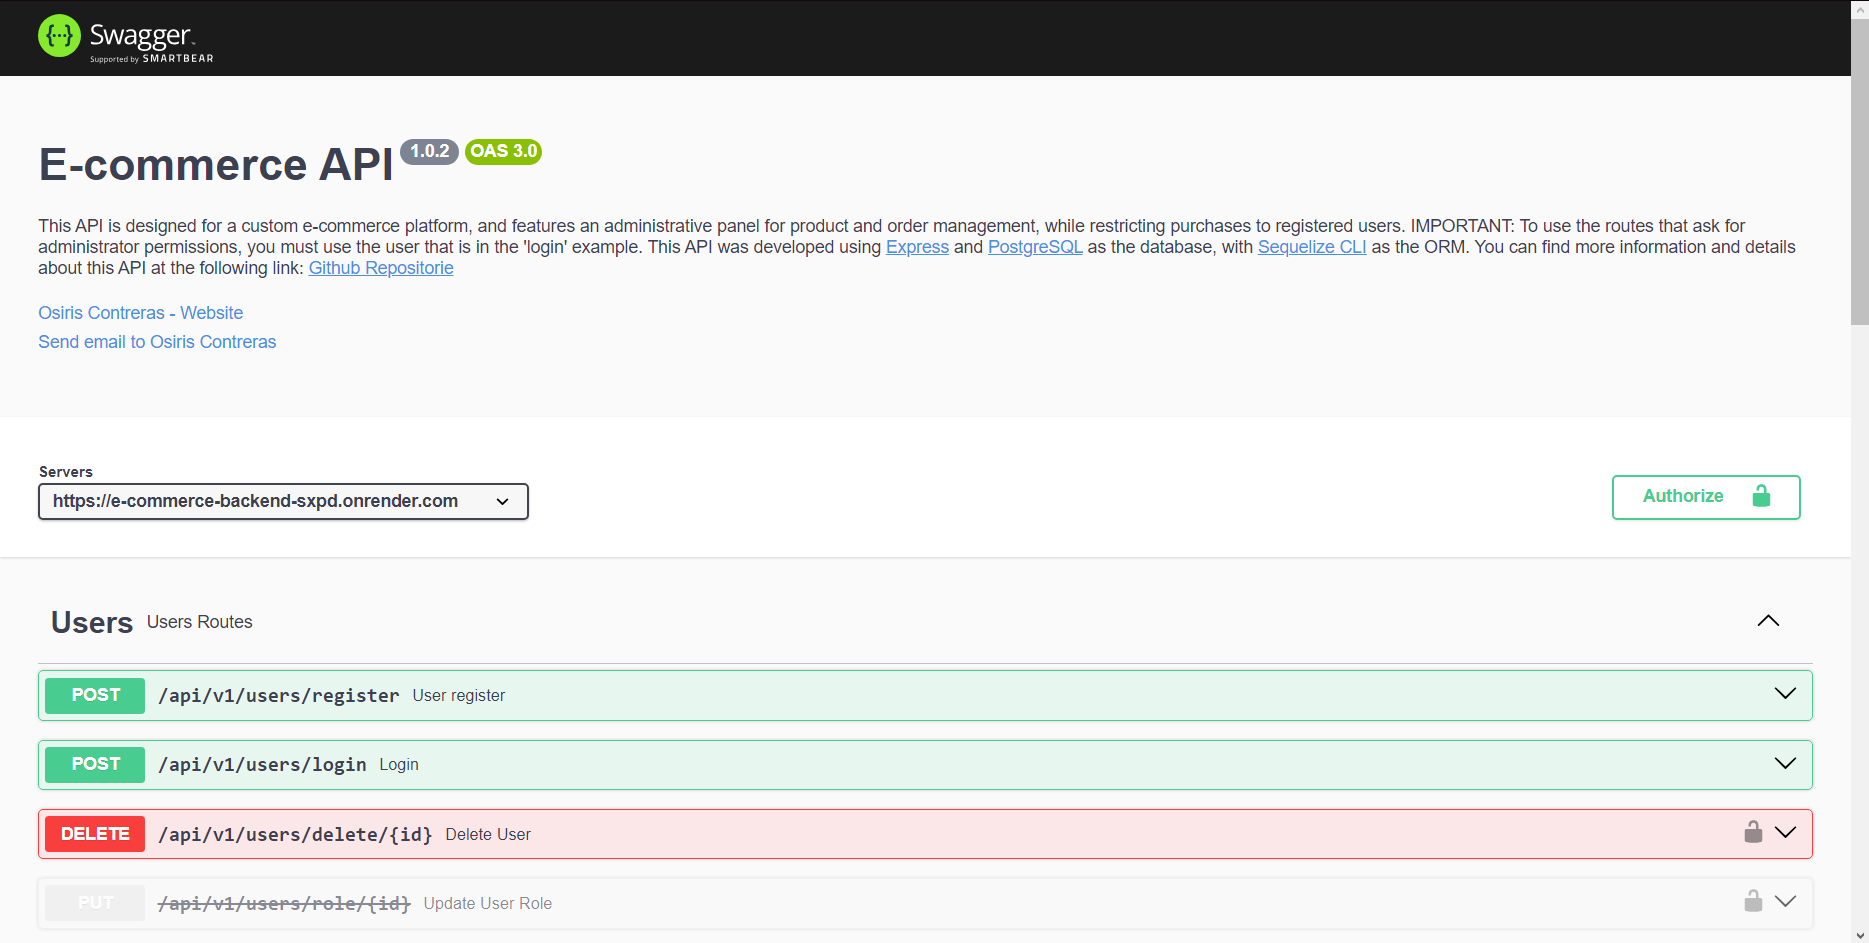 Swagger
Supported by SMARTBEAR
E-commerce API 1.0.2 OAS 3.0
This API is designed for a custom e-commerce platform, and features an administrative panel for product and order management, while restricting purchases to registered users. IMPORTANT: To use the routes that ask for
administrator permissions, you must use the user that is in the 'login' example. This API was developed using Express and PostgreSQL as the database, with Sequelize CLI as the ORM. You can find more information and details
about this API at the following link: Github Repositorie
Osiris Contreras - Website
Send email to Osiris Contreras
Servers
https://e-commerce-backend-sxpd.onrender.com
Authorize
Users Users Routes
POST /api/v1/users/register User register
POST /api/v1/users/login Login
DELETE /api/v1/users/delete/{id} Delete User
PUT /api/v1/users/role/{id} Update User Role